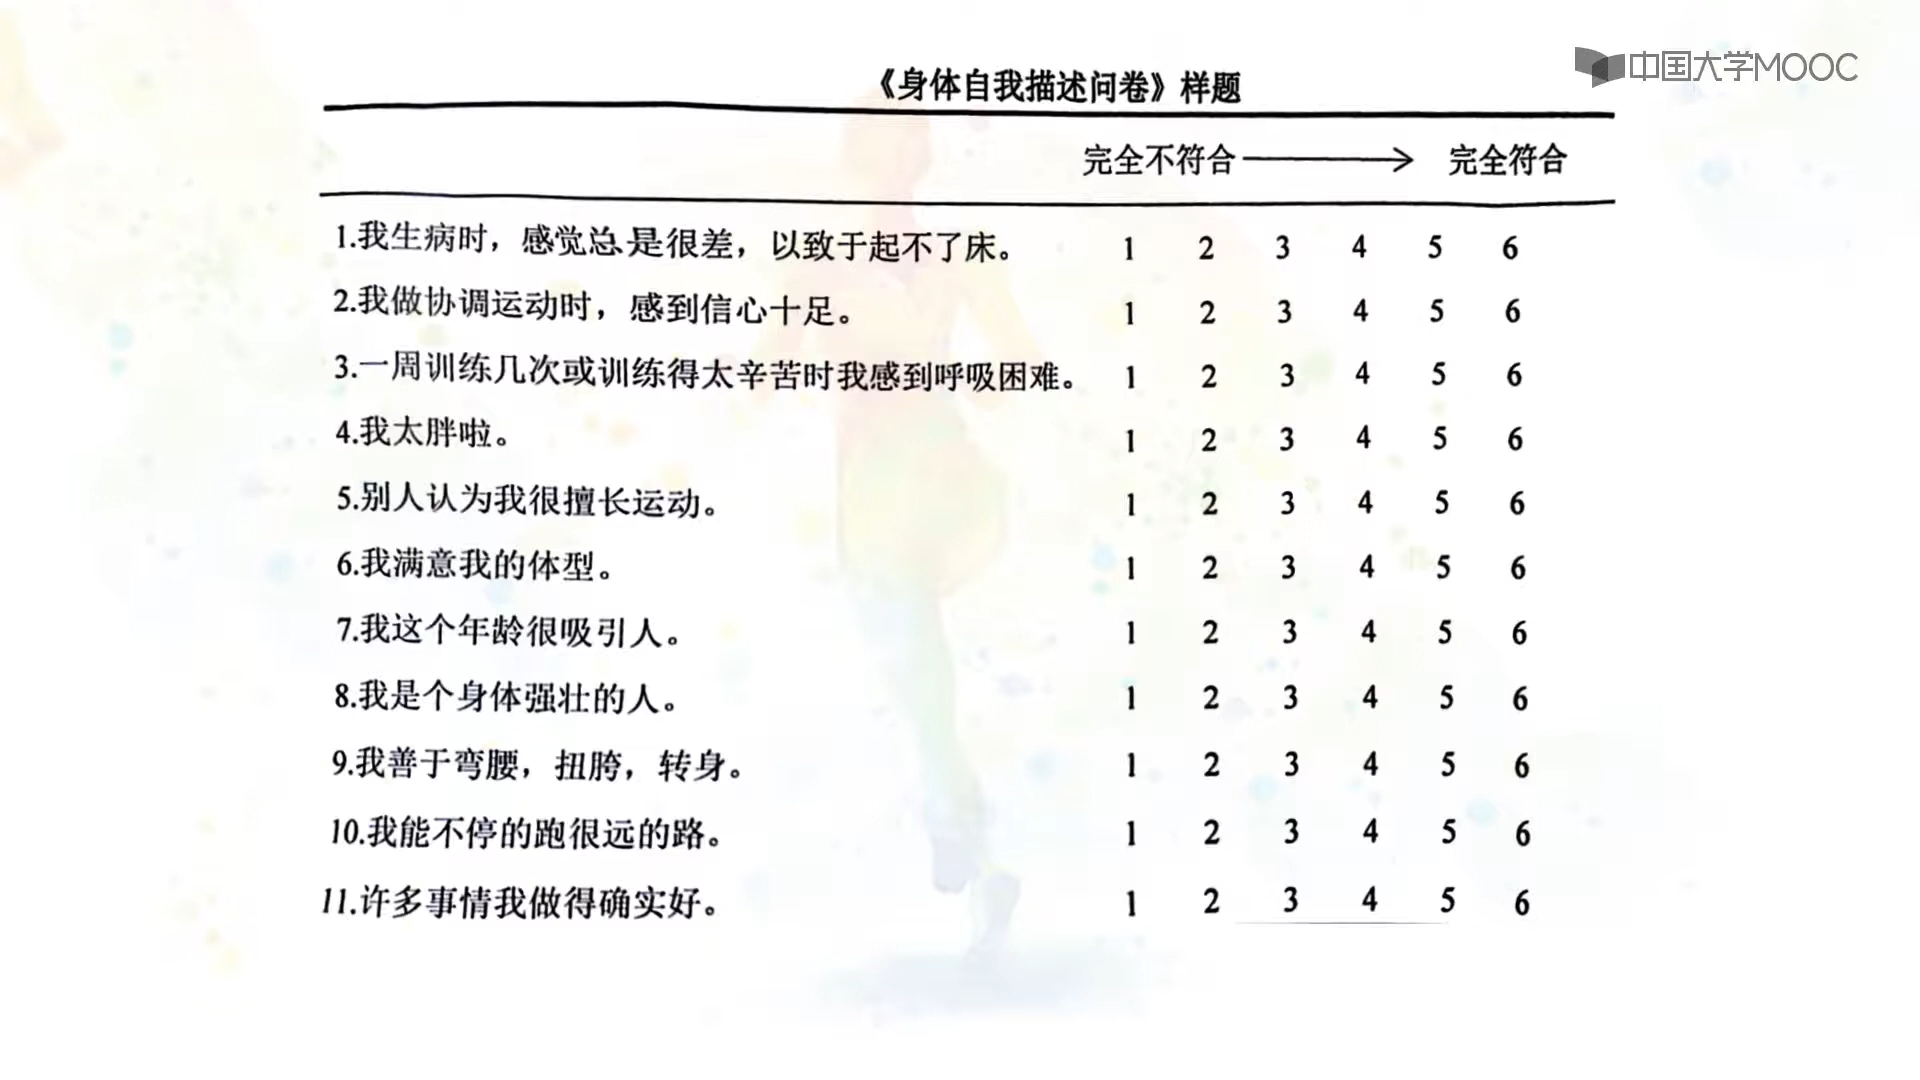 中国大学MOOC
《身体自我描述问卷》样题
完全不符合 → 完全符合
1.我生病时，感觉总是很差，以致于起不了床。 1 2 3 4 5 6
2.我做协调运动时，感到信心十足。 1 2 3 4 5 6
3.一周训练几次或训练得太辛苦时我感到呼吸困难。 1 2 3 4 5 6
4.我太胖啦。 1 2 3 4 5 6
5.别人认为我很擅长运动。 1 2 3 4 5 6
6.我满意我的体型。 1 2 3 4 5 6
7.我这个年龄很吸引人。 1 2 3 4 5 6
8.我是个身体强壮的人。 1 2 3 4 5 6
9.我善于弯腰，扭胯，转身。 1 2 3 4 5 6
10.我能不停的跑很远的路。 1 2 3 4 5 6
11.许多事情我做得确实好。 1 2 3 4 5 6